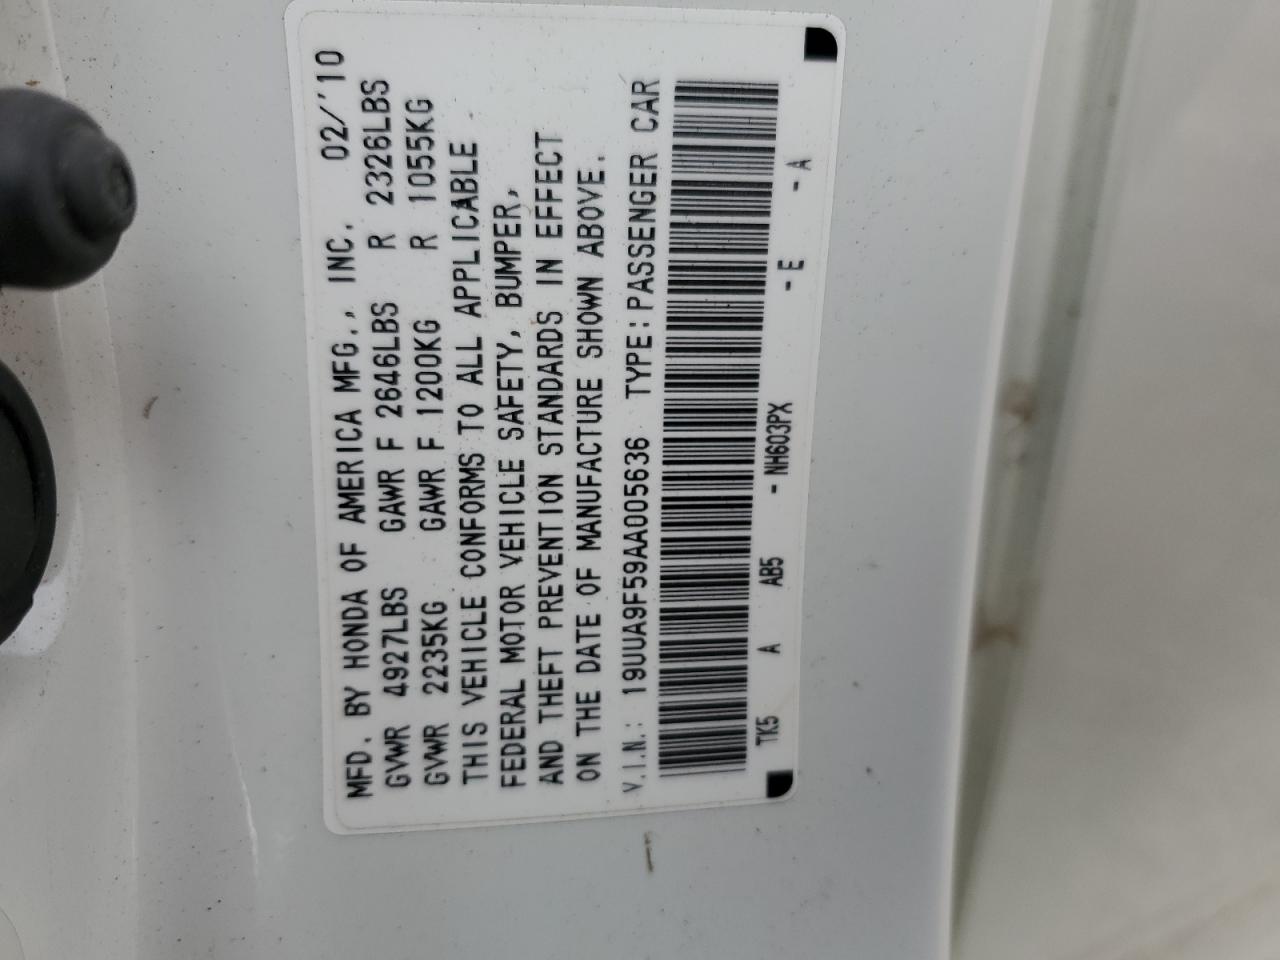 MFD. BY HONDA OF AMERICA MFG., INC. 02/'10
GVWR 4927LBS GAWR F 2646LBS R 2326LBS
GVWR 2235KG GAWR F 1200KG R 1055KG
THIS VEHICLE CONFORMS TO ALL APPLICABLE
FEDERAL MOTOR VEHICLE SAFETY, BUMPER,
AND THEFT PREVENTION STANDARDS IN EFFECT
ON THE DATE OF MANUFACTURE SHOWN ABOVE.
V.I.N.: 19UUA9F59AA005636 TYPE:PASSENGER CAR
TK5 A AB5 - NH603PX - E - A